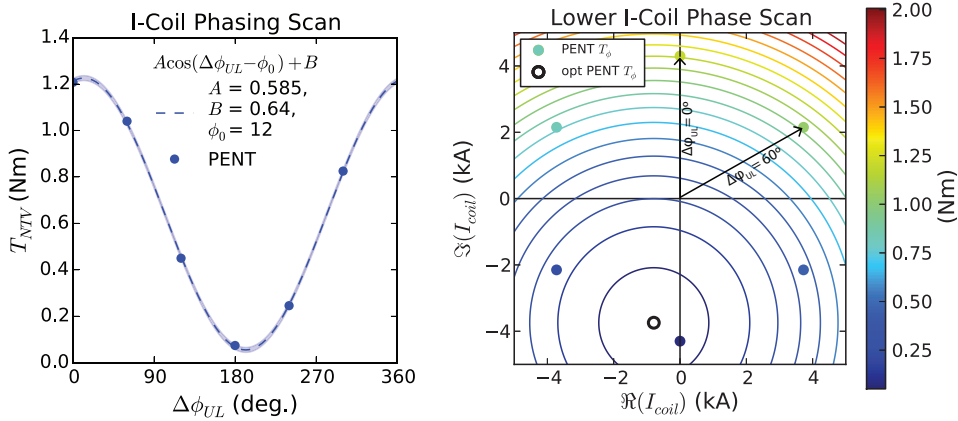 I-Coil Phasing Scan
1.4
1.2
1.0
0.8
0.6
0.4
0.2
0.0
T_NTV (Nm)
Acos(Δϕ_UL−ϕ_0)+B
A = 0.585,
B = 0.64,
ϕ_0 = 12
PENT
0 90 180 270 360
Δϕ_UL (deg.)
Lower I-Coil Phase Scan
PENT T_ϕ
opt PENT T_ϕ
4
2
0
−2
−4
ℑ(I_coil) (kA)
Δφ_UL = 0°
Δφ_UL = 60°
−4 −2 0 2 4
ℜ(I_coil) (kA)
2.00
1.75
1.50
1.25
1.00
0.75
0.50
0.25
(Nm)